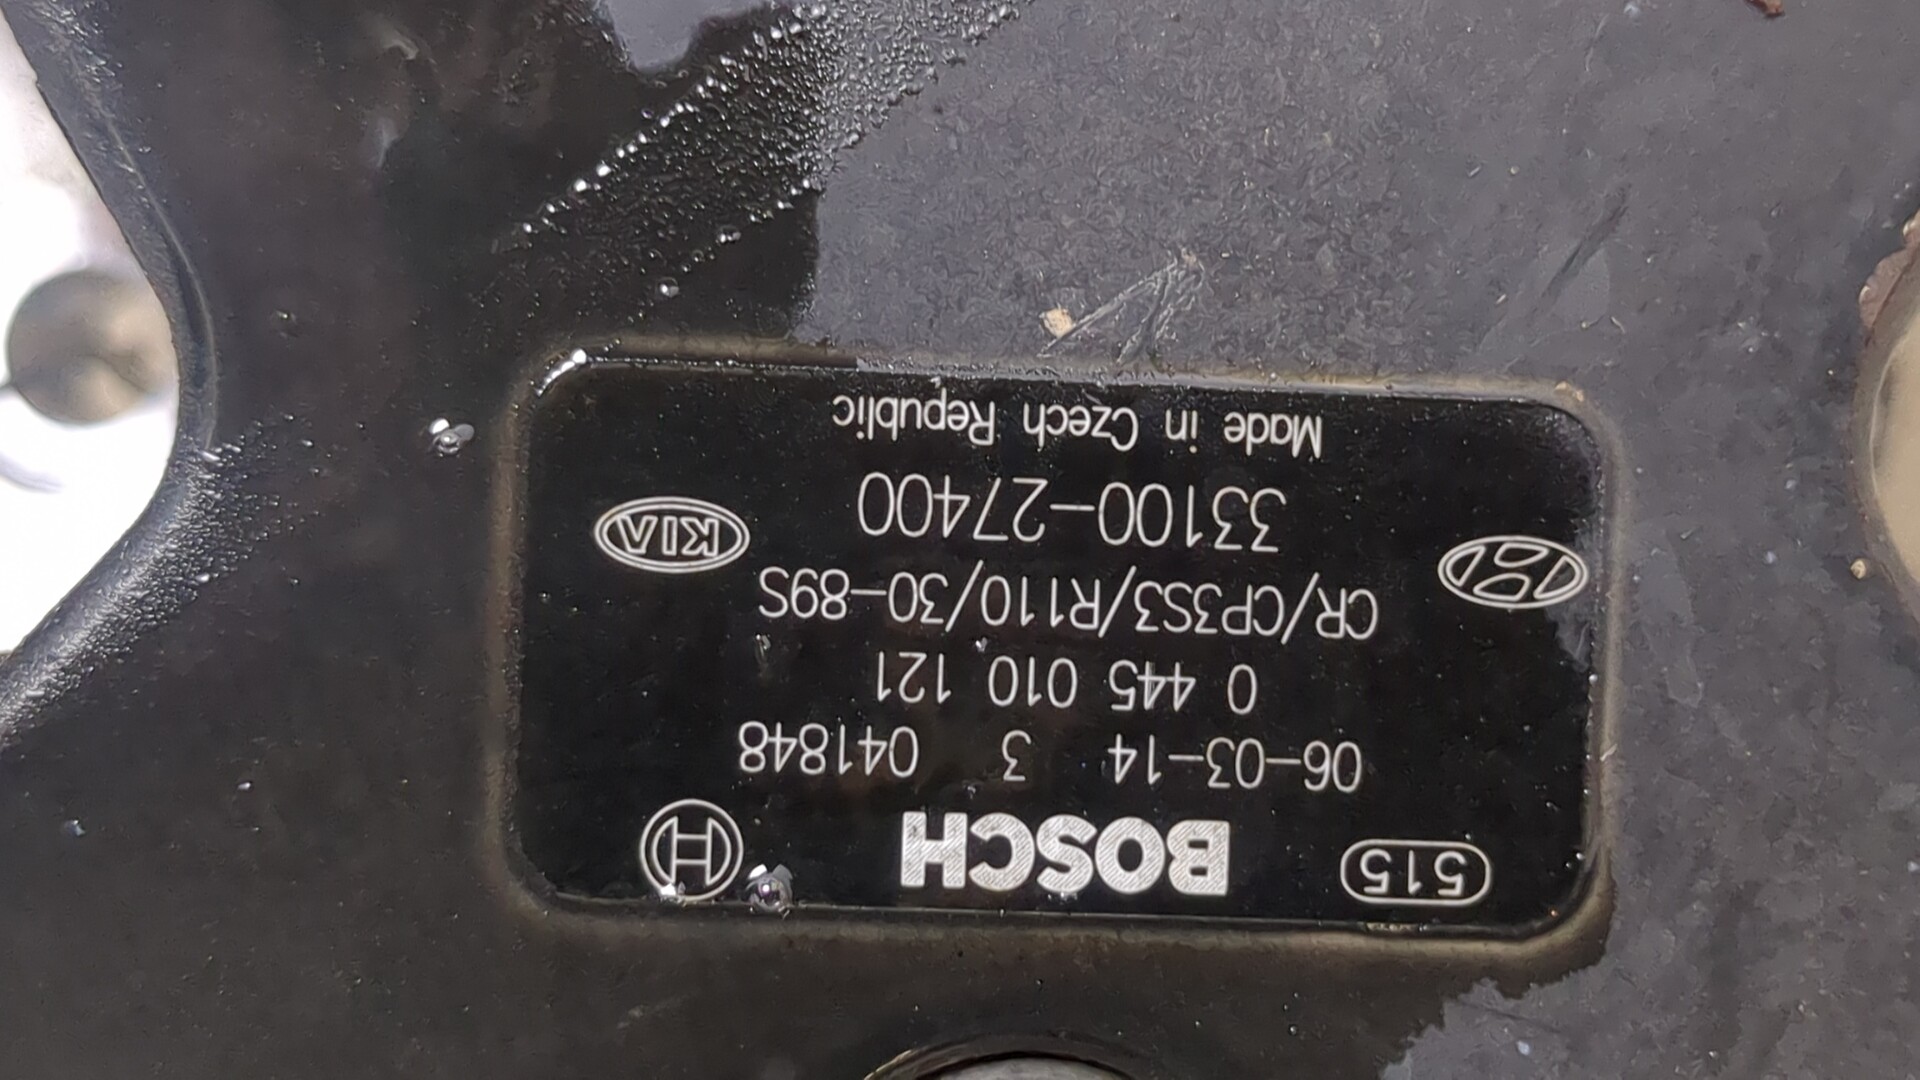 515 BOSCH
06-03-14 3 041848
0 445 010 121
CR/CP3S3/R110/30-89S
33100-27400
KIA
Made in Czech Republic